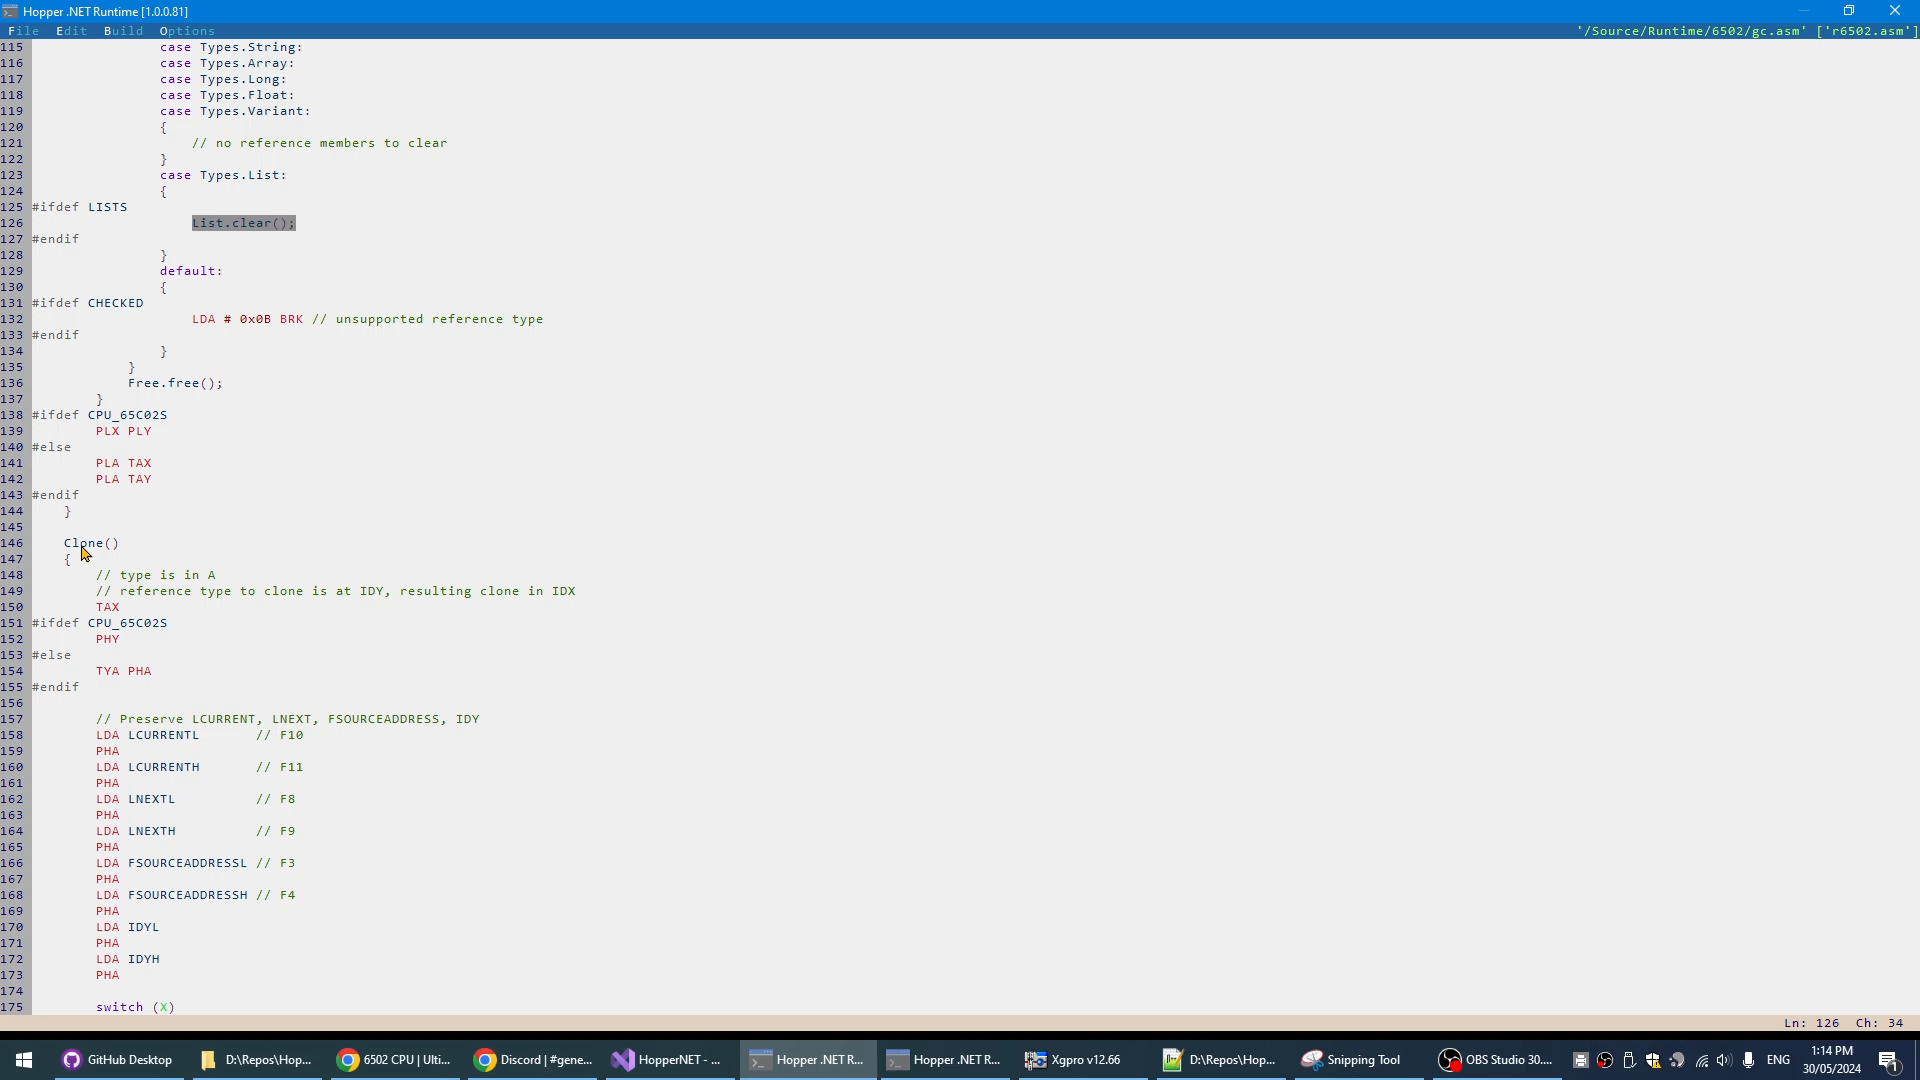 Hopper .NET Runtime [1.0.0.81]
File Edit Build Options '/Source/Runtime/6502/gc.asm' ['r6502.asm']
115 case Types.String:
116 case Types.Array:
117 case Types.Long:
118 case Types.Float:
119 case Types.Variant:
120 {
121 // no reference members to clear
122 }
123 case Types.List:
124 {
125 #ifdef LISTS
126 List.clear();
127 #endif
128 }
129 default:
130 {
131 #ifdef CHECKED
132 LDA # 0x0B BRK // unsupported reference type
133 #endif
134 }
135 }
136 Free.free();
137 }
138 #ifdef CPU_65C02S
139 PLX PLY
140 #else
141 PLA TAX
142 PLA TAY
143 #endif
144 }
145
146 Clone()
147 {
148 // type is in A
149 // reference type to clone is at IDY, resulting clone in IDX
150 TAX
151 #ifdef CPU_65C02S
152 PHY
153 #else
154 TYA PHA
155 #endif
156
157 // Preserve LCURRENT, LNEXT, FSOURCEADDRESS, IDY
158 LDA LCURRENTL // F10
159 PHA
160 LDA LCURRENTH // F11
161 PHA
162 LDA LNEXTL // F8
163 PHA
164 LDA LNEXTH // F9
165 PHA
166 LDA FSOURCEADDRESSL // F3
167 PHA
168 LDA FSOURCEADDRESSH // F4
169 PHA
170 LDA IDYL
171 PHA
172 LDA IDYH
173 PHA
174
175 switch (X)
Ln: 126 Ch: 34
GitHub Desktop D:\Repos\Hop... 6502 CPU | Ulti... Discord | #gene... HopperNET - ... Hopper .NET R... Hopper .NET R... Xgpro v12.66 D:\Repos\Hop... Snipping Tool OBS Studio 30.... ENG 1:14 PM
30/05/2024
1